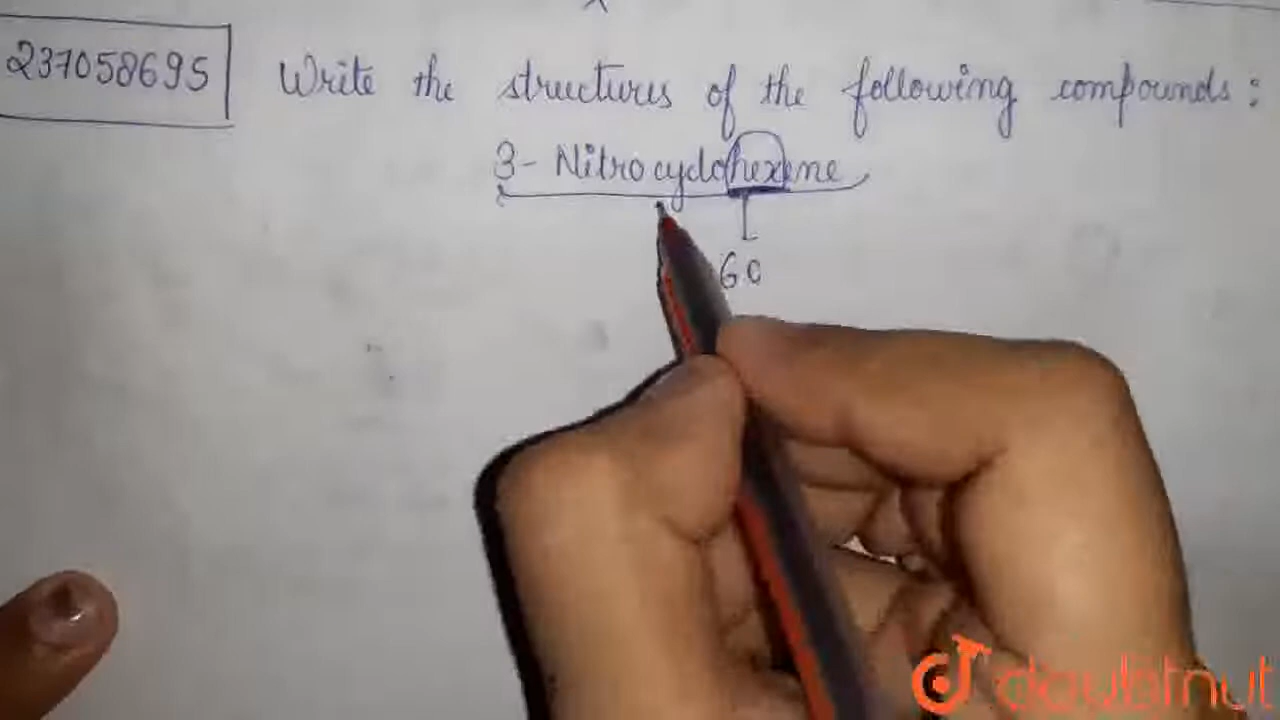 237058695
Write the structures of the following compounds :
3- Nitrocyclohexene
6C
doubtnut